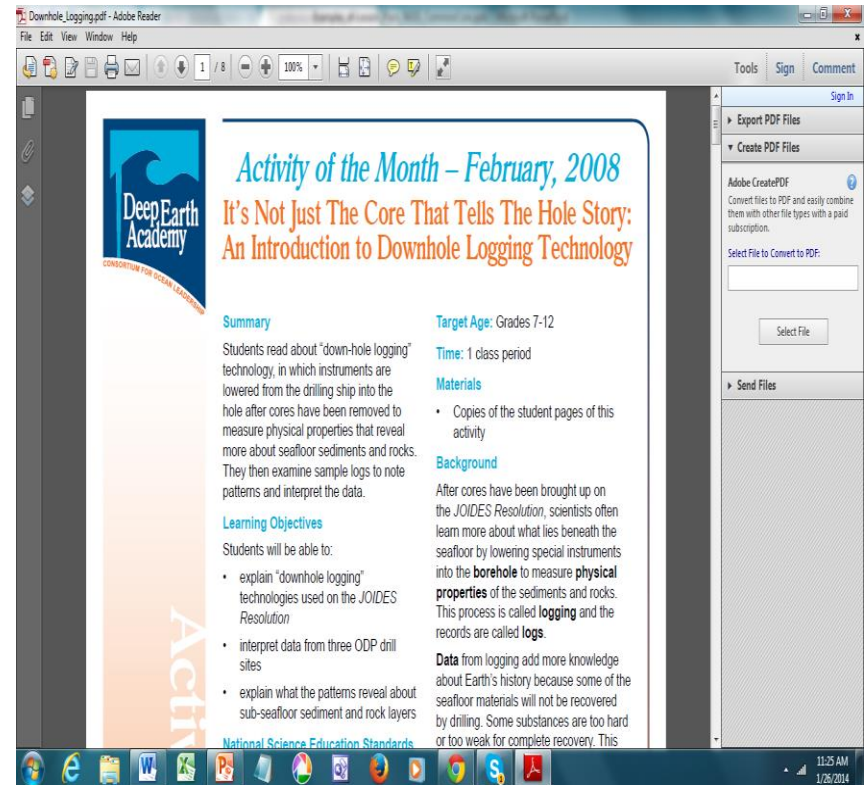 Downhole_Logging.pdf - Adobe Reader
File Edit View Window Help
1 / 8
100%
Tools Sign Comment
Sign In
Export PDF Files
Create PDF Files
Adobe CreatePDF
Convert files to PDF and easily combine
them with other file types with a paid
subscription.
Select File to Convert to PDF:
Select File
Send Files
Deep Earth
Academy
CONSORTIUM FOR OCEAN LEADERSHIP
Activity of the Month – February, 2008
It's Not Just The Core That Tells The Hole Story:
An Introduction to Downhole Logging Technology
Summary
Students read about "down-hole logging"
technology, in which instruments are
lowered from the drilling ship into the
hole after cores have been removed to
measure physical properties that reveal
more about seafloor sediments and rocks.
They then examine sample logs to note
patterns and interpret the data.
Learning Objectives
Students will be able to:
• explain "downhole logging"
technologies used on the JOIDES
Resolution
• interpret data from three ODP drill
sites
• explain what the patterns reveal about
sub-seafloor sediment and rock layers
National Science Education Standards
Target Age: Grades 7-12
Time: 1 class period
Materials
• Copies of the student pages of this
activity
Background
After cores have been brought up on
the JOIDES Resolution, scientists often
learn more about what lies beneath the
seafloor by lowering special instruments
into the borehole to measure physical
properties of the sediments and rocks.
This process is called logging and the
records are called logs.
Data from logging add more knowledge
about Earth's history because some of the
seafloor materials will not be recovered
by drilling. Some substances are too hard
or too weak for complete recovery. This
Activ
11:25 AM
1/26/2014